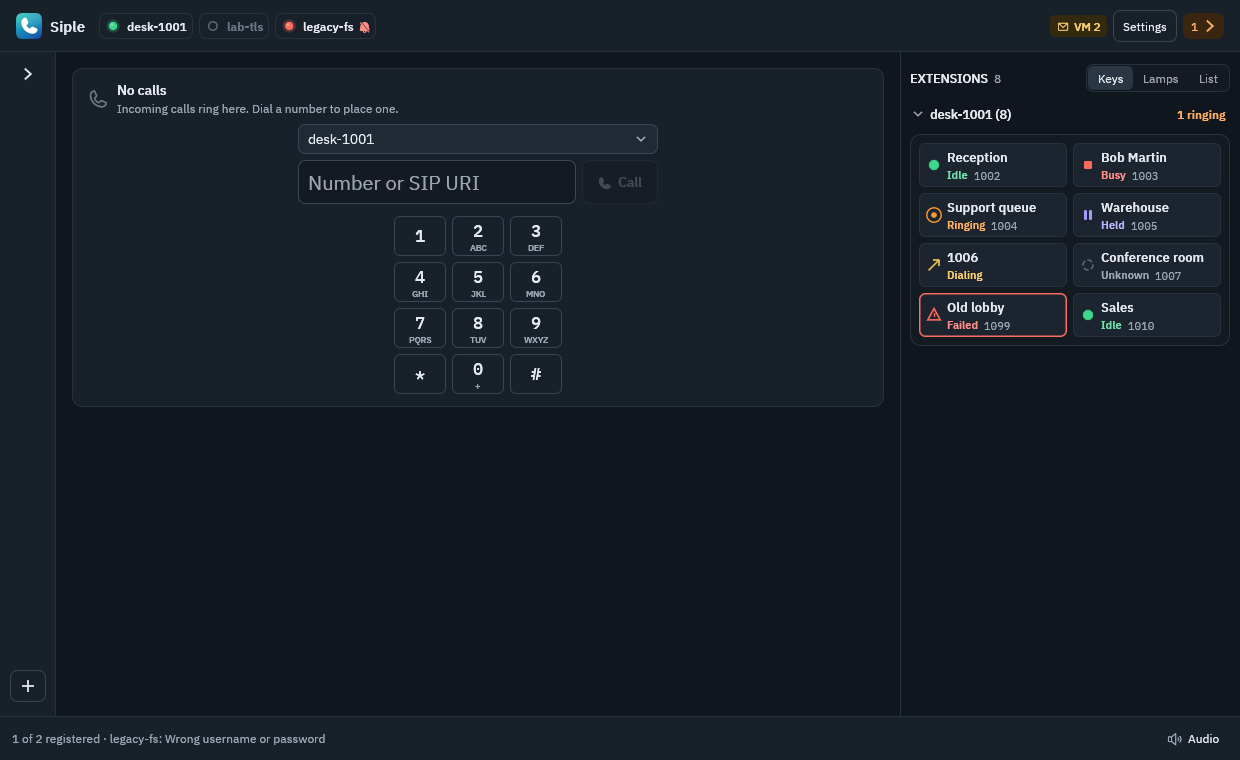 Siple
desk-1001
lab-tls
legacy-fs
VM 2
Settings
1
No calls
Incoming calls ring here. Dial a number to place one.
desk-1001
Number or SIP URI
Call
1
2 ABC
3 DEF
4 GHI
5 JKL
6 MNO
7 PQRS
8 TUV
9 WXYZ
*
0 +
#
EXTENSIONS 8
Keys
Lamps
List
desk-1001 (8)
1 ringing
Reception
Idle 1002
Bob Martin
Busy 1003
Support queue
Ringing 1004
Warehouse
Held 1005
1006
Dialing
Conference room
Unknown 1007
Old lobby
Failed 1099
Sales
Idle 1010
1 of 2 registered · legacy-fs: Wrong username or password
Audio